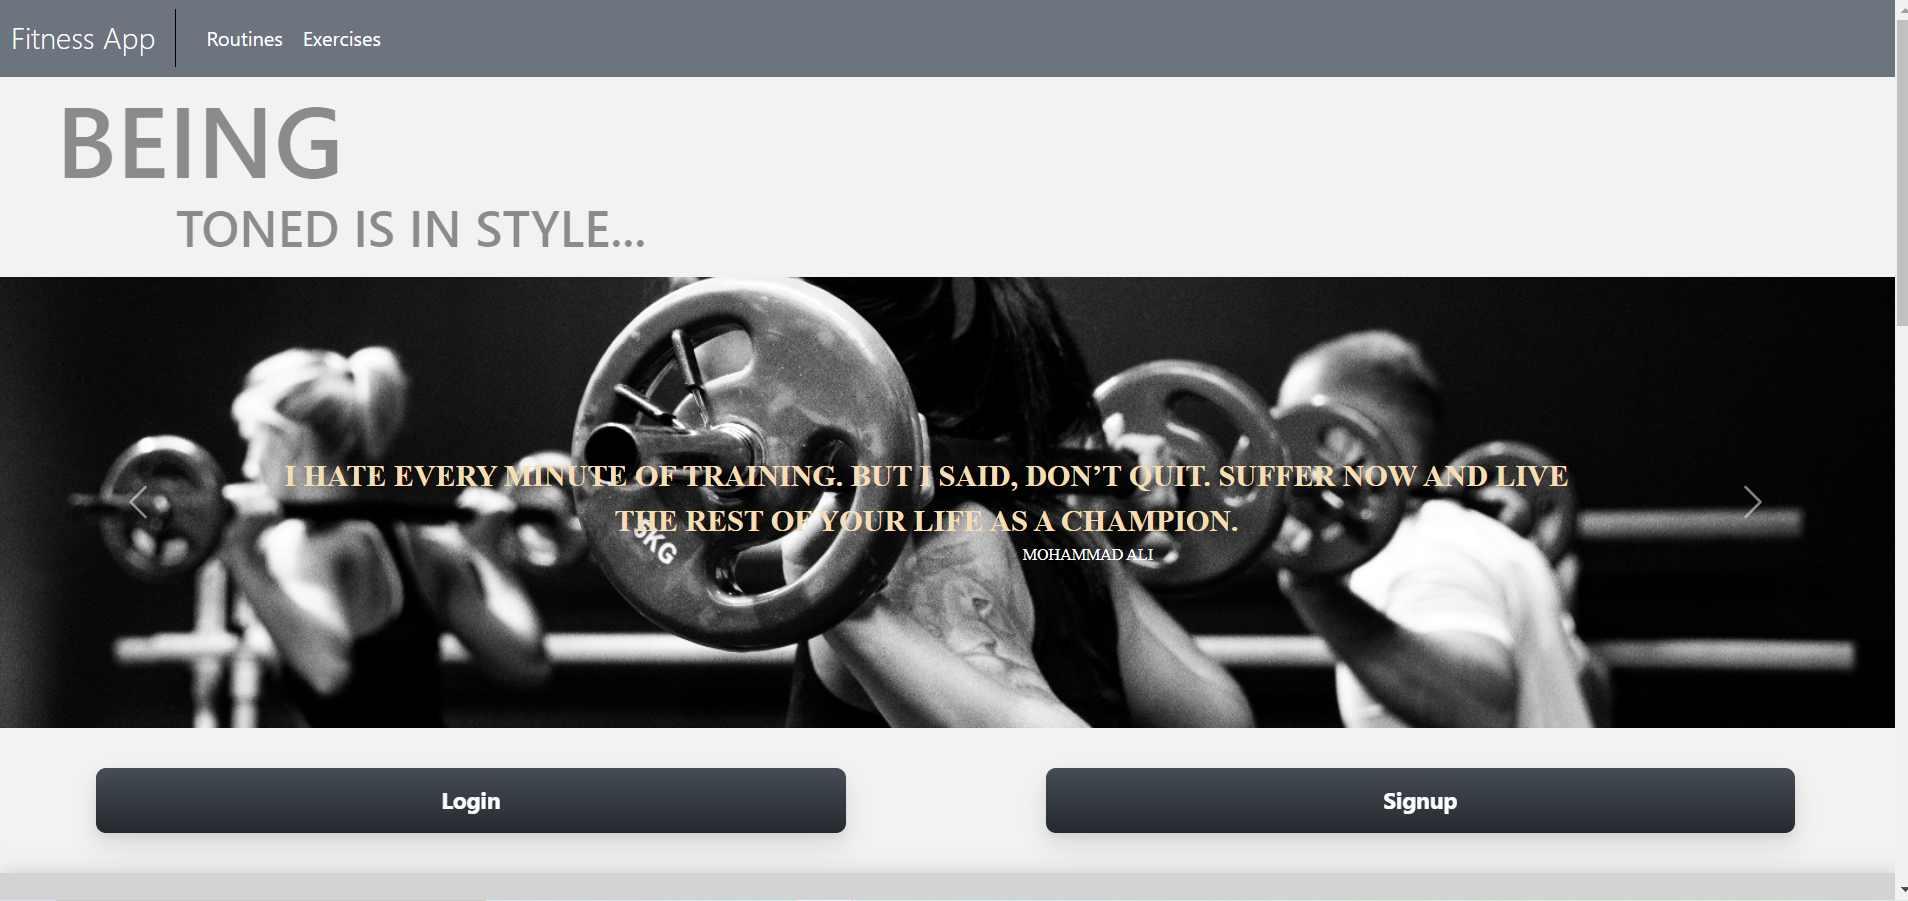 Fitness App
Routines Exercises
BEING
TONED IS IN STYLE...
I HATE EVERY MINUTE OF TRAINING. BUT I SAID, DON’T QUIT. SUFFER NOW AND LIVE
THE REST OF YOUR LIFE AS A CHAMPION.
KG
MOHAMMAD ALI
Login
Signup